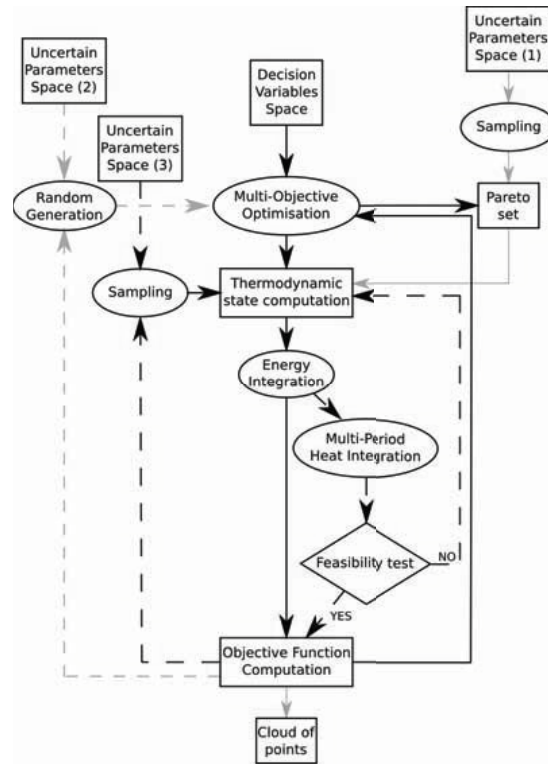 Uncertain
Parameters
Space (1)
Uncertain
Parameters
Space (2)
Decision
Variables
Space
Uncertain
Parameters
Space (3)
Sampling
Random
Generation
Multi-Objective
Optimisation
Pareto
set
Sampling
Thermodynamic
state computation
Energy
Integration
Multi-Period
Heat Integration
Feasibility test
NO
YES
Objective Function
Computation
Cloud of
points